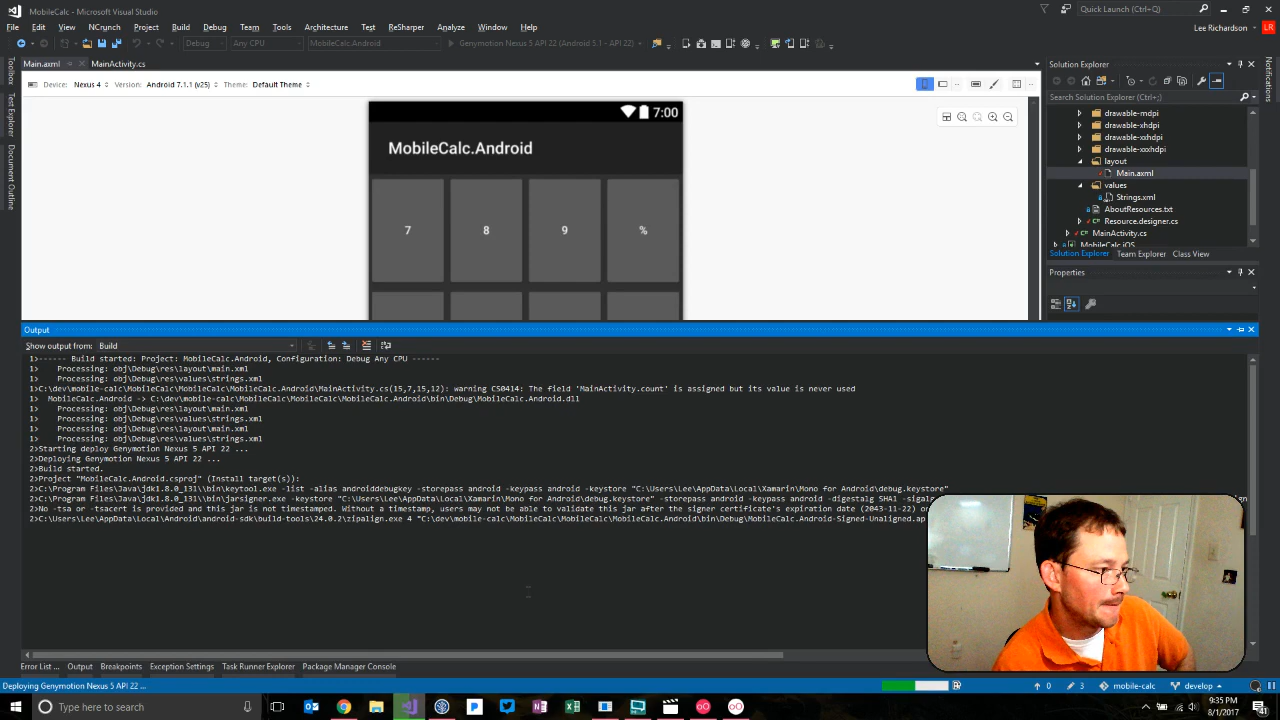 MobileCalc - Microsoft Visual Studio
Quick Launch (Ctrl+;)
File Edit View NCrunch Project Build Debug Team Tools Architecture Test ReSharper Analyze Window Help
Lee Richardson LR
Debug Any CPU MobileCalc.Android Genymotion Nexus 5 API 22 (Android 5.1 - API 22)
Toolbox
Test Explorer
Document Outline
Main.axml MainActivity.cs
Device: Nexus 4 Version: Android 7.1.1 (v25) Theme: Default Theme
7:00
MobileCalc.Android
7 8 9 %
Solution Explorer
Search Solution Explorer (Ctrl+;)
drawable-mdpi
drawable-xhdpi
drawable-xxhdpi
drawable-xxxhdpi
layout
Main.axml
values
Strings.xml
AboutResources.txt
Resource.designer.cs
MainActivity.cs
MobileCalc.iOS
Solution Explorer Team Explorer Class View
Properties
Notifications
Output
Show output from: Build
1>------ Build started: Project: MobileCalc.Android, Configuration: Debug Any CPU ------
1> Processing: obj\Debug\res\layout\main.xml
1> Processing: obj\Debug\res\values\strings.xml
1>C:\dev\mobile-calc\MobileCalc\MobileCalc\MobileCalc.Android\MainActivity.cs(15,7,15,12): warning CS0414: The field 'MainActivity.count' is assigned but its value is never used
1> MobileCalc.Android -> C:\dev\mobile-calc\MobileCalc\MobileCalc\MobileCalc.Android\bin\Debug\MobileCalc.Android.dll
1> Processing: obj\Debug\res\layout\main.xml
1> Processing: obj\Debug\res\values\strings.xml
1> Processing: obj\Debug\res\layout\main.xml
1> Processing: obj\Debug\res\values\strings.xml
2>Starting deploy Genymotion Nexus 5 API 22 ...
2>Deploying Genymotion Nexus 5 API 22 ...
2>Build started.
2>Project "MobileCalc.Android.csproj" (Install target(s)):
2>C:\Program Files\Java\jdk1.8.0_131\\bin\keytool.exe -list -alias androiddebugkey -storepass android -keypass android -keystore "C:\Users\Lee\AppData\Local\Xamarin\Mono for Android\debug.keystore"
2>C:\Program Files\Java\jdk1.8.0_131\\bin\jarsigner.exe -keystore "C:\Users\Lee\AppData\Local\Xamarin\Mono for Android\debug.keystore" -storepass android -keypass android -digestalg SHA1 -sigalg
2>No -tsa or -tsacert is provided and this jar is not timestamped. Without a timestamp, users may not be able to validate this jar after the signer certificate's expiration date (2043-11-22) or
2>C:\Users\Lee\AppData\Local\Android\android-sdk\build-tools\24.0.2\zipalign.exe 4 "C:\dev\mobile-calc\MobileCalc\MobileCalc\MobileCalc.Android\bin\Debug\MobileCalc.Android-Signed-Unaligned.ap
Error List ... Output Breakpoints Exception Settings Task Runner Explorer Package Manager Console
Deploying Genymotion Nexus 5 API 22 ...
0 3 mobile-calc develop
Type here to search
9:35 PM
8/1/2017